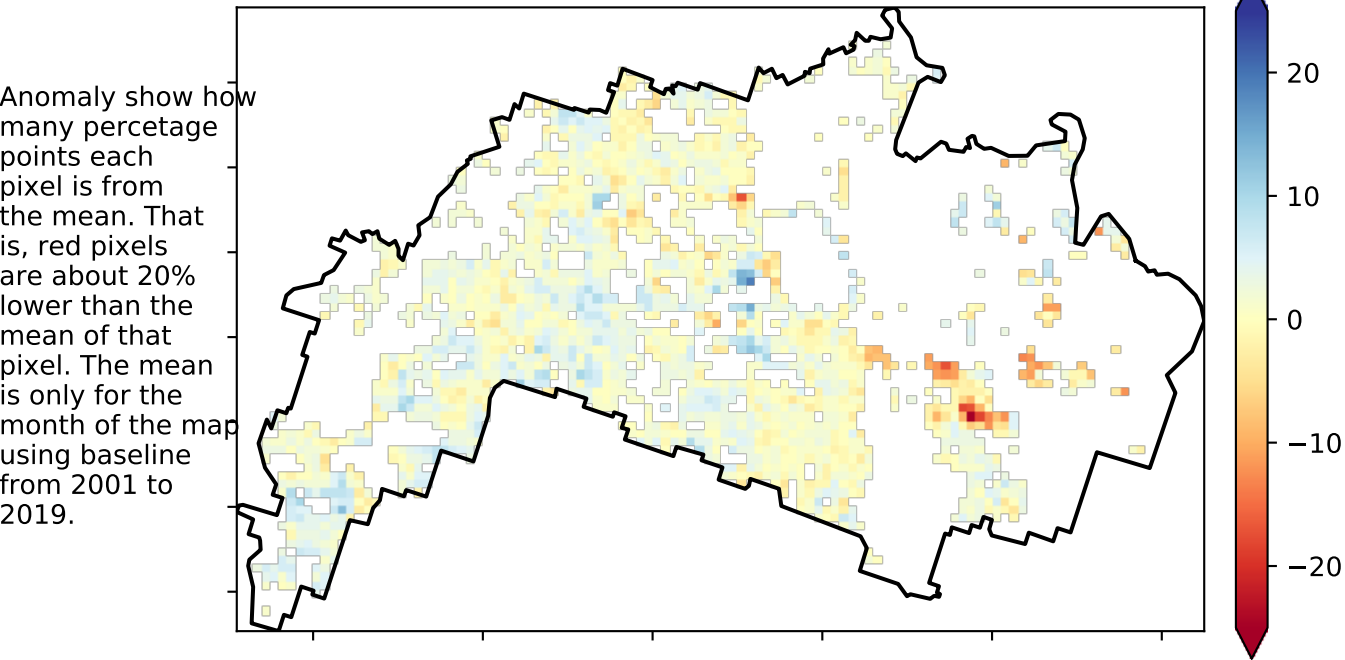 Anomaly show how
many percetage
points each
pixel is from
the mean. That
is, red pixels
are about 20%
lower than the
mean of that
pixel. The mean
is only for the
month of the map
using baseline
from 2001 to
2019.
20
10
0
−10
−20